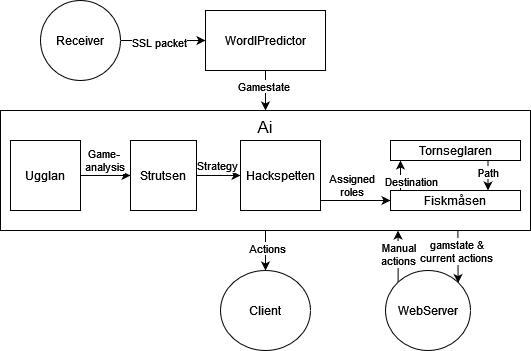 Receiver
SSL packet
WordlPredictor
Gamestate
Ai
Ugglan
Game-
analysis
Strutsen
Strategy
Hackspetten
Assigned
roles
Tornseglaren
Destination
Path
Fiskmåsen
Actions
Manual
actions
gamstate &
current actions
Client
WebServer